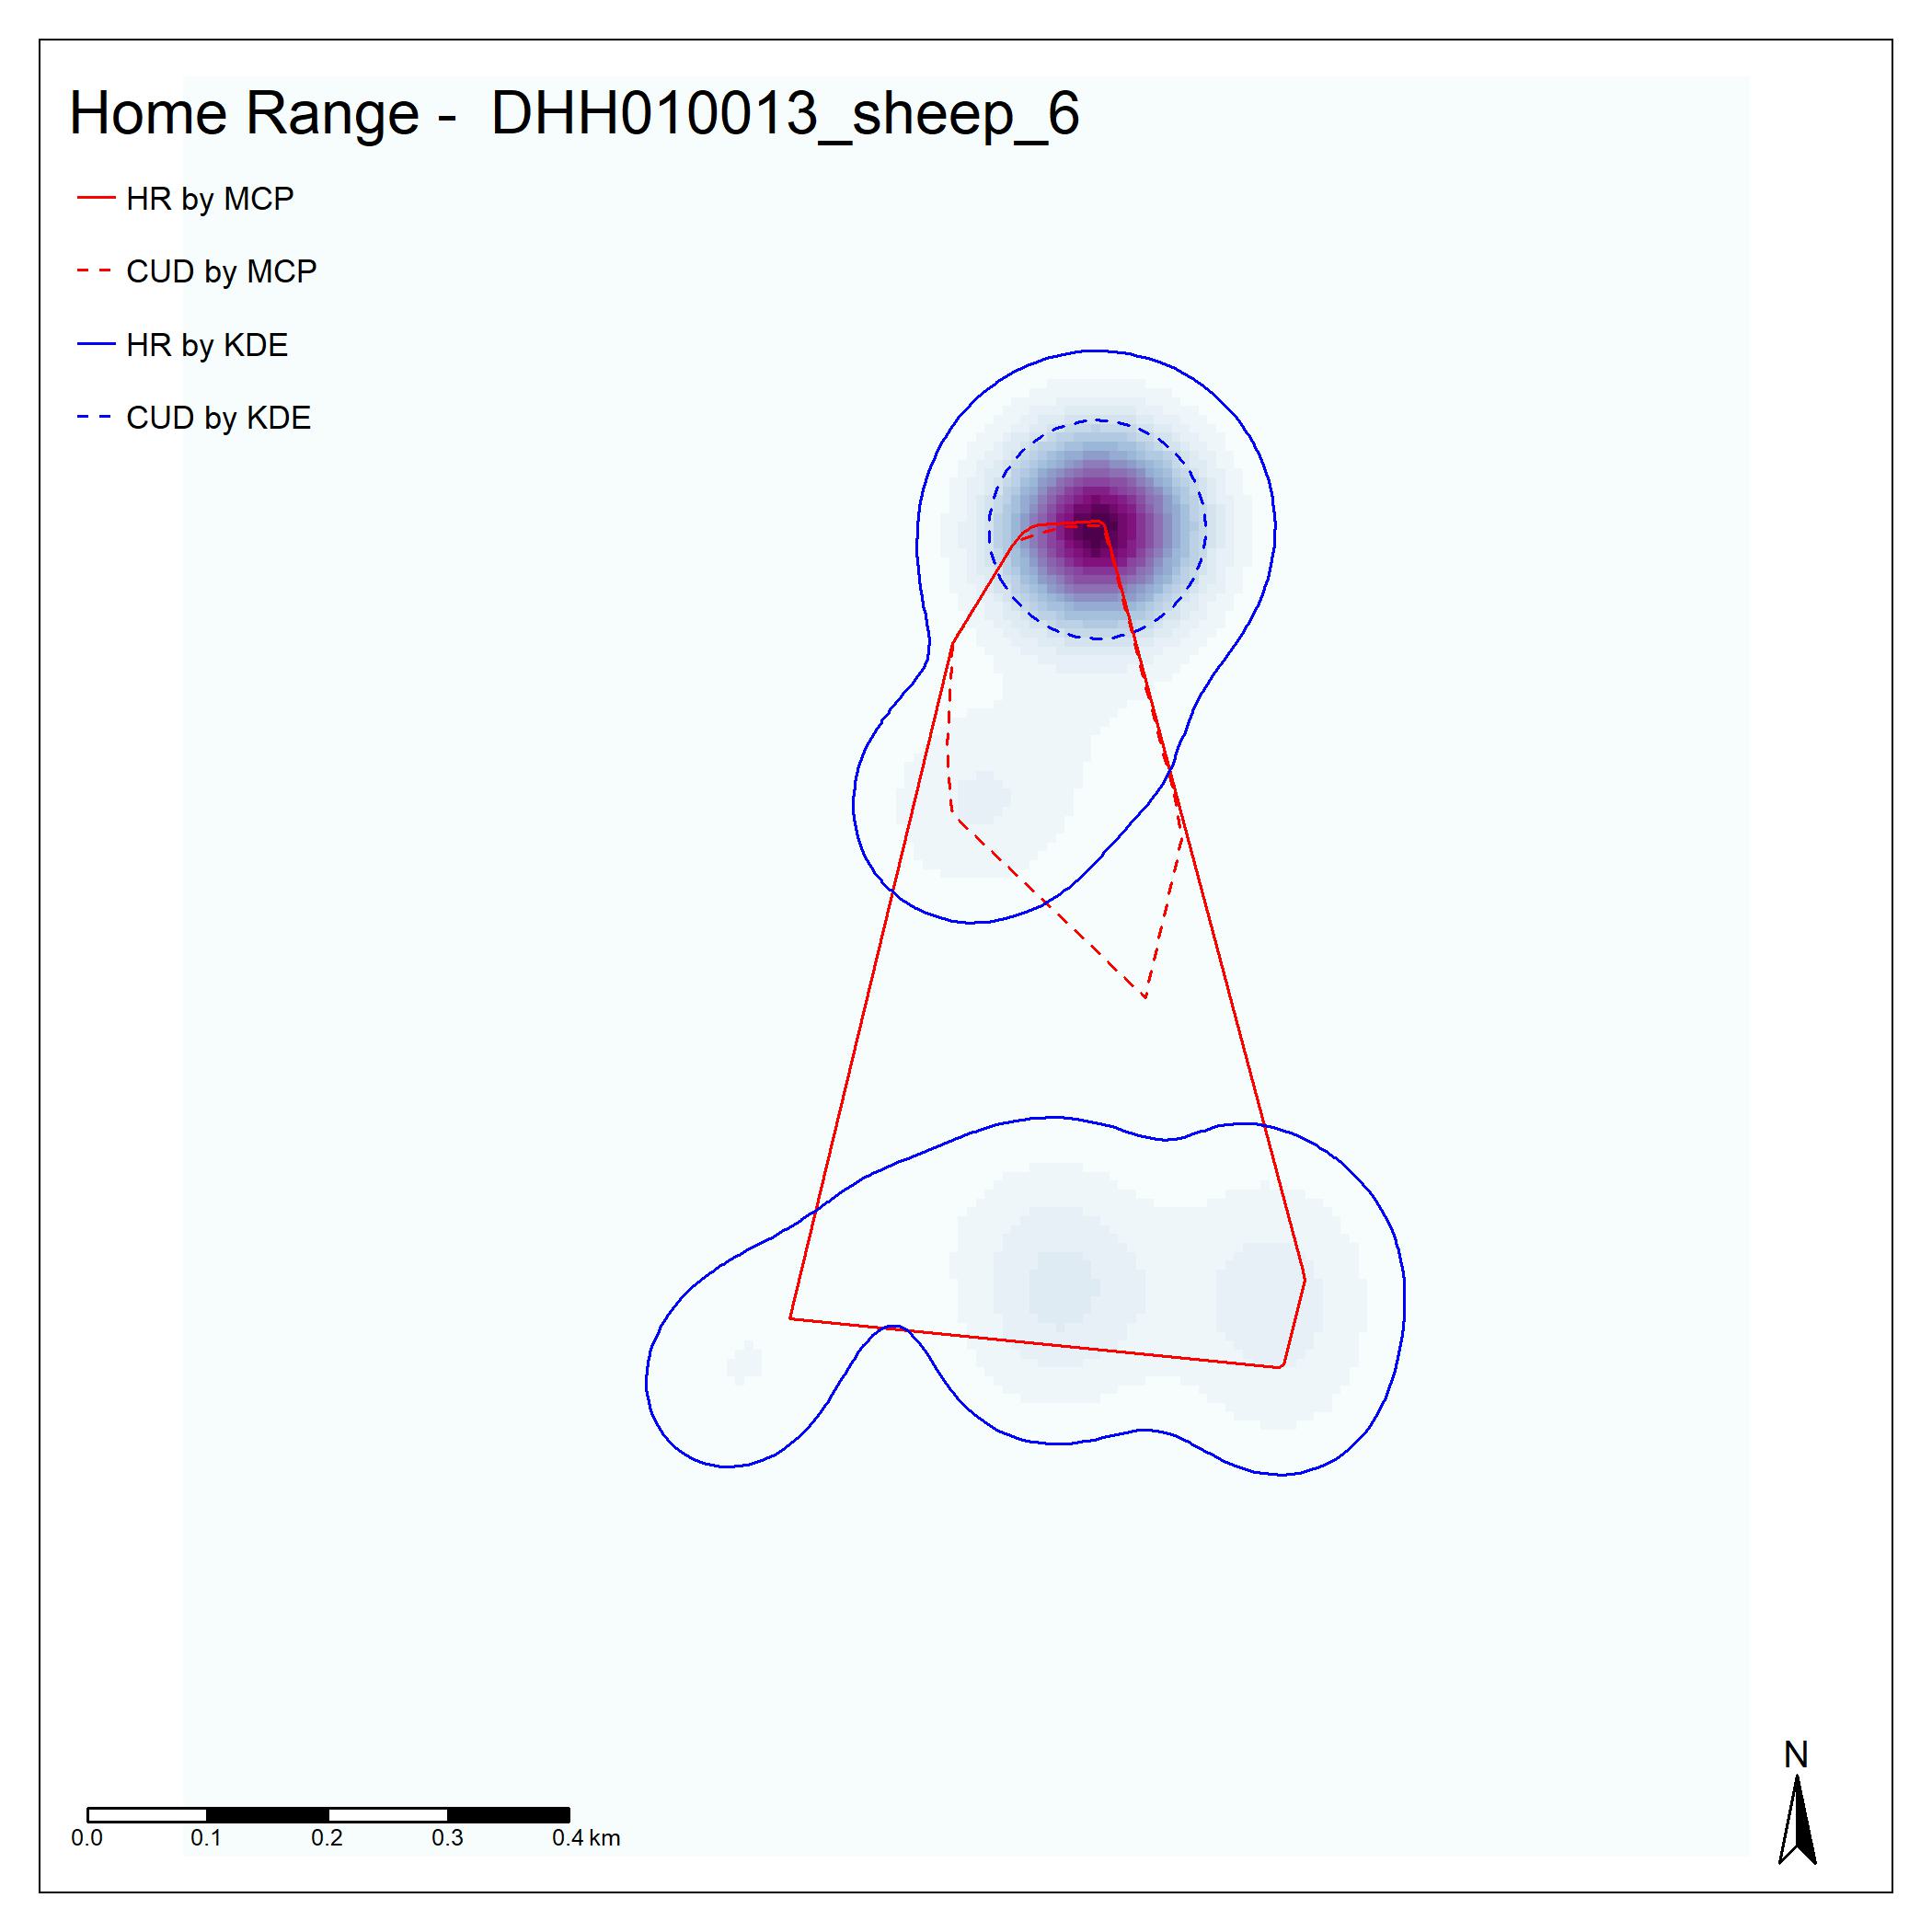 Home Range -  DHH010013_sheep_6
HR by MCP
CUD by MCP
HR by KDE
CUD by KDE
N
0.0 0.1 0.2 0.3 0.4 km